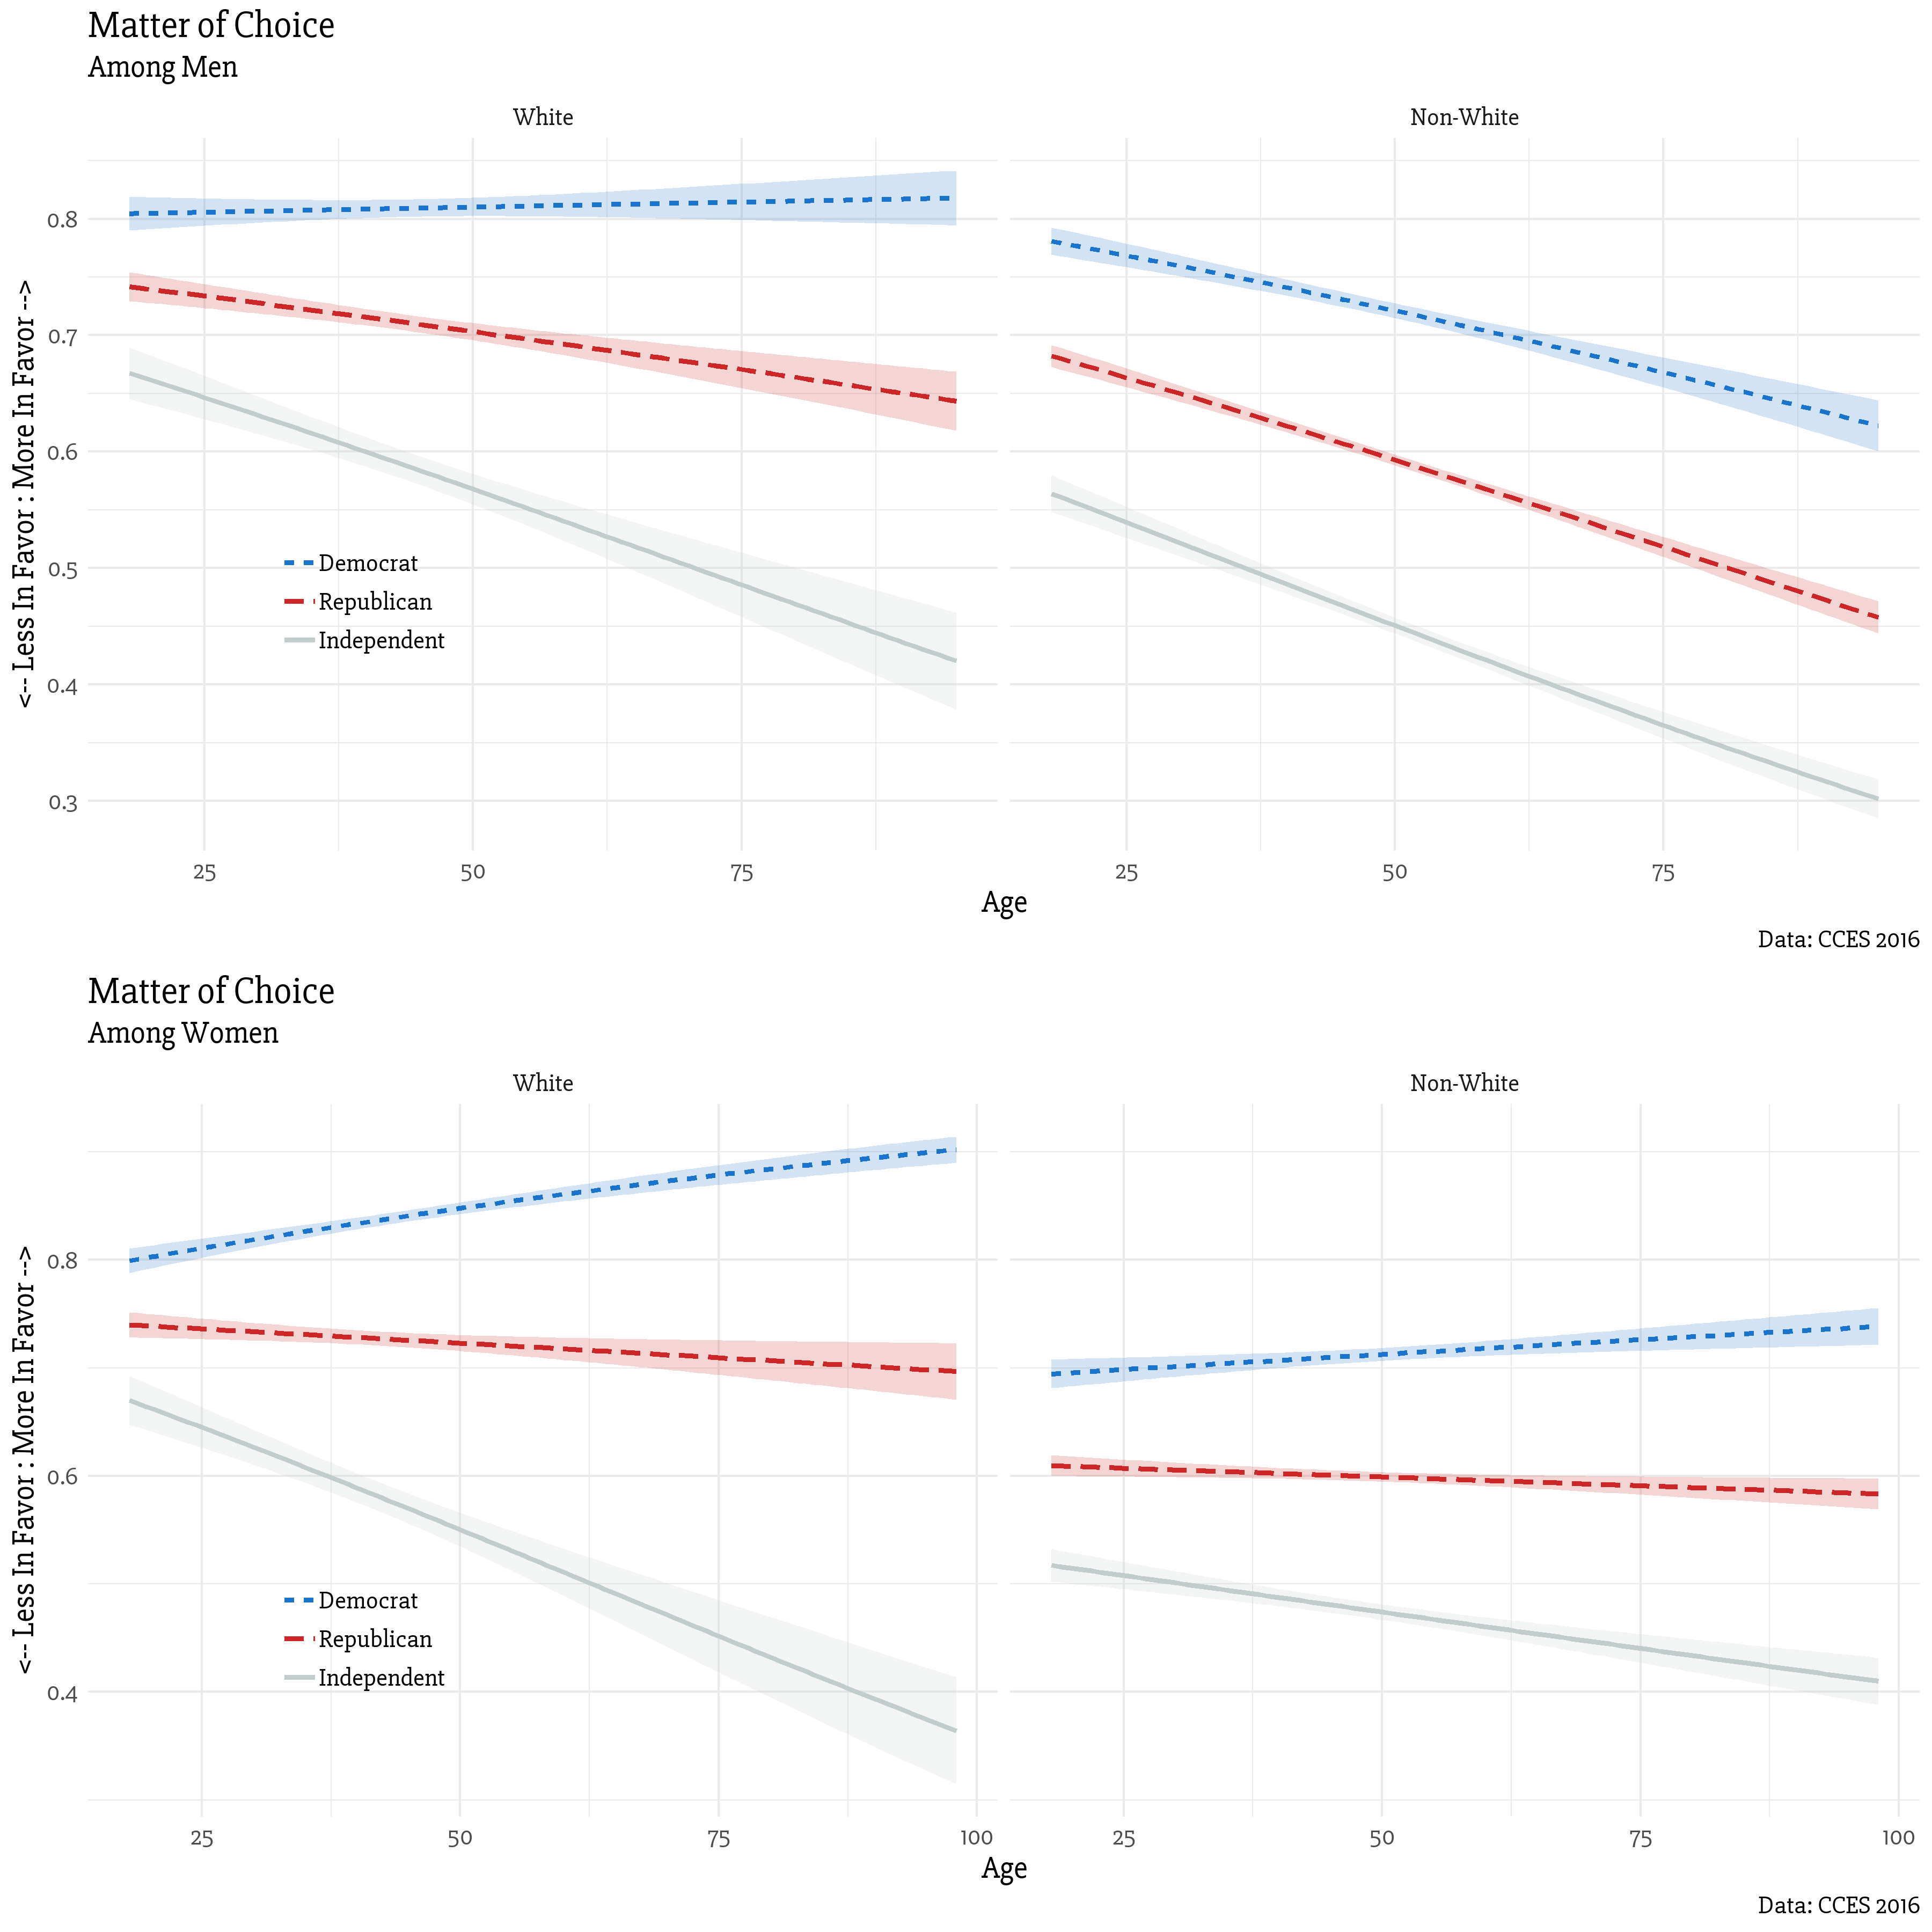 Matter of Choice
Among Men
White
Non-White
<-- Less In Favor : More In Favor -->
0.8
0.7
0.6
0.5
0.4
0.3
Democrat
Republican
Independent
25 50 75
25 50 75
Age
Data: CCES 2016
Matter of Choice
Among Women
White
Non-White
<-- Less In Favor : More In Favor -->
0.8
0.6
0.4
Democrat
Republican
Independent
25 50 75 100
25 50 75 100
Age
Data: CCES 2016